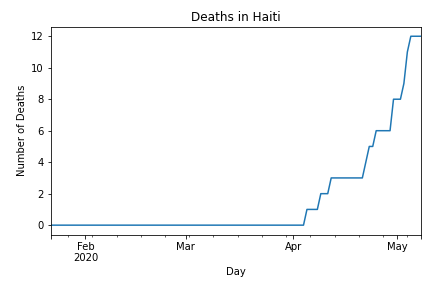 Deaths in Haiti
12
10
8
6
4
2
0
Number of Deaths
Feb
2020
Mar
Apr
May
Day